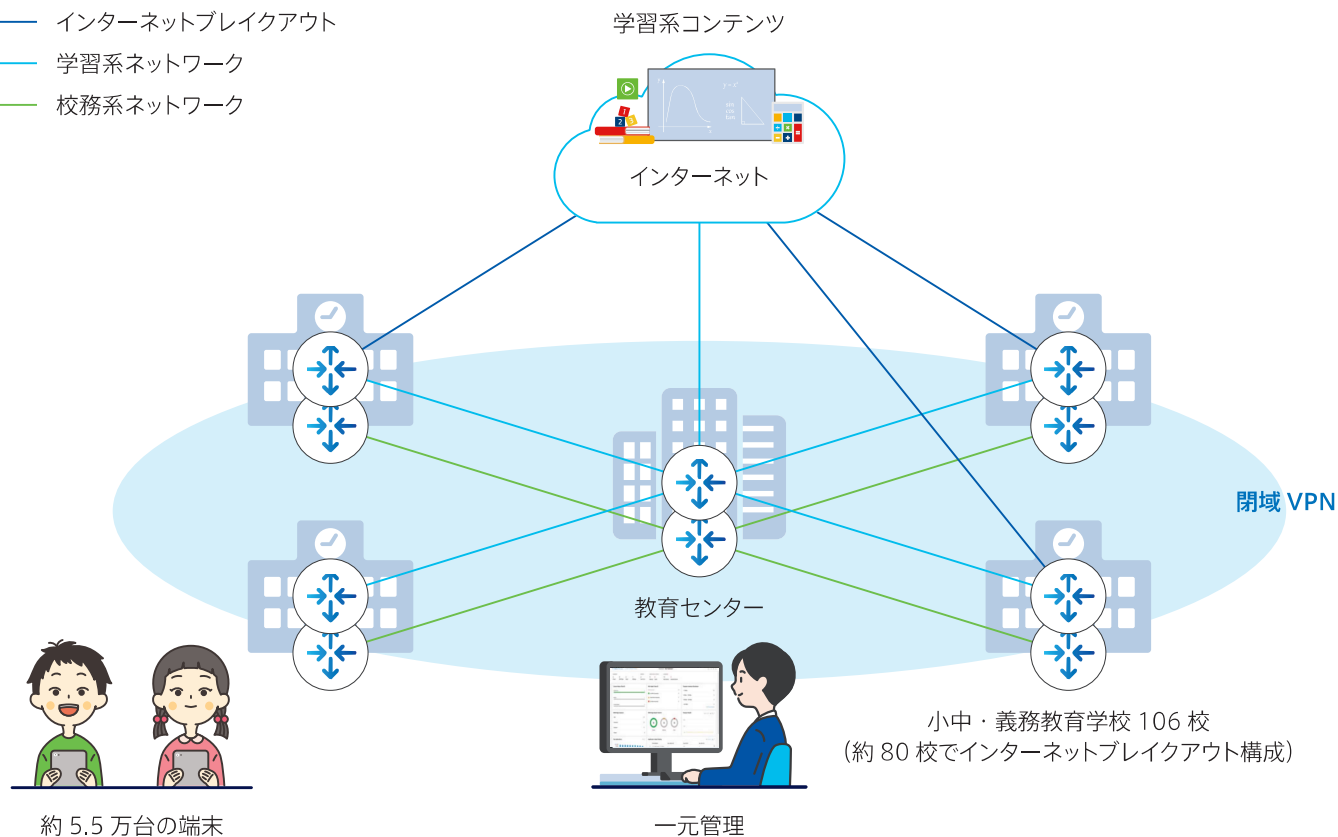 インターネットブレイクアウト
学習系ネットワーク
校務系ネットワーク
学習系コンテンツ
インターネット
閉域 VPN
教育センター
小中・義務教育学校 106 校
（約 80 校でインターネットブレイクアウト構成）
約 5.5 万台の端末
一元管理